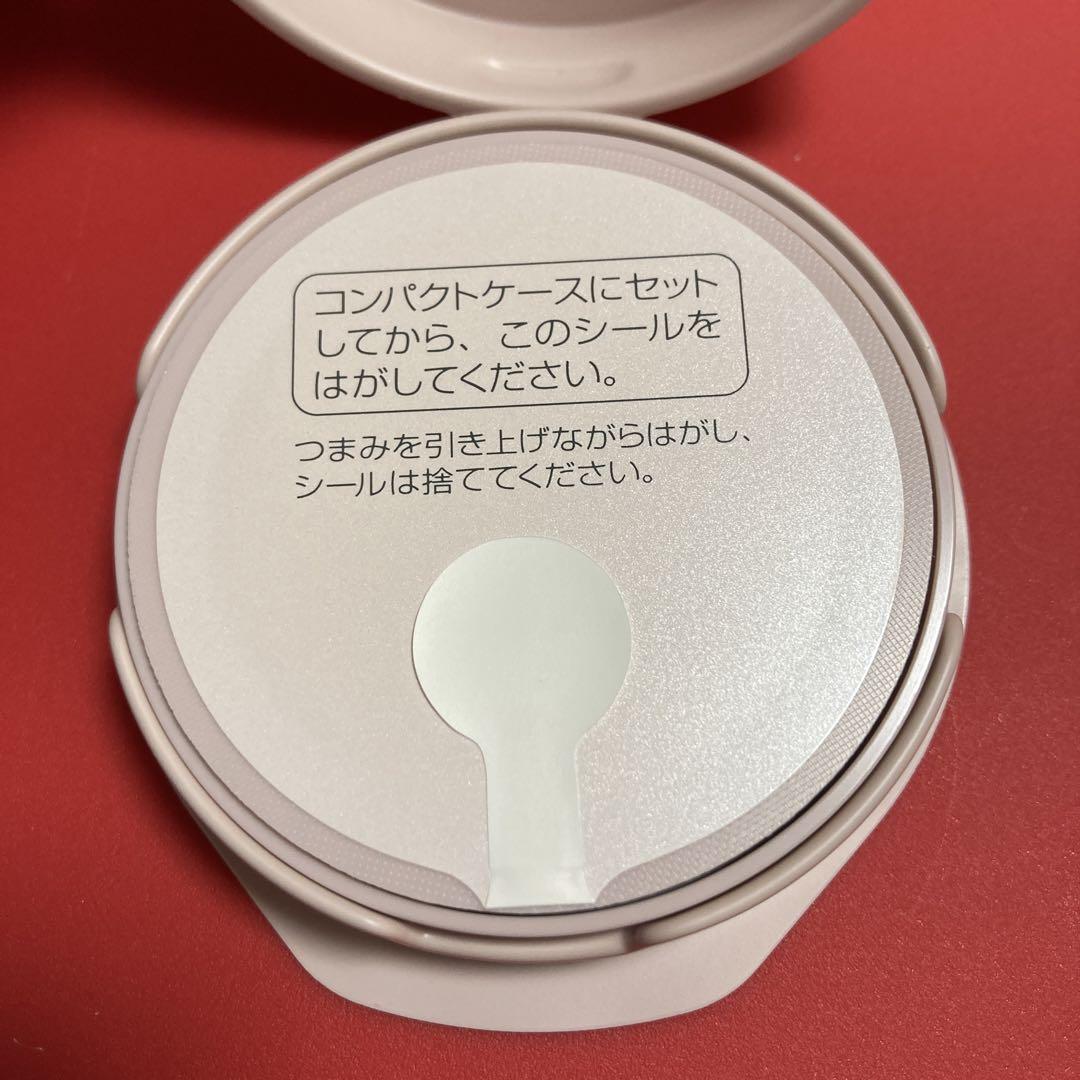 コンパクトケースにセット
してから、このシールを
はがしてください。
つまみを引き上げながらはがし、
シールは捨ててください。